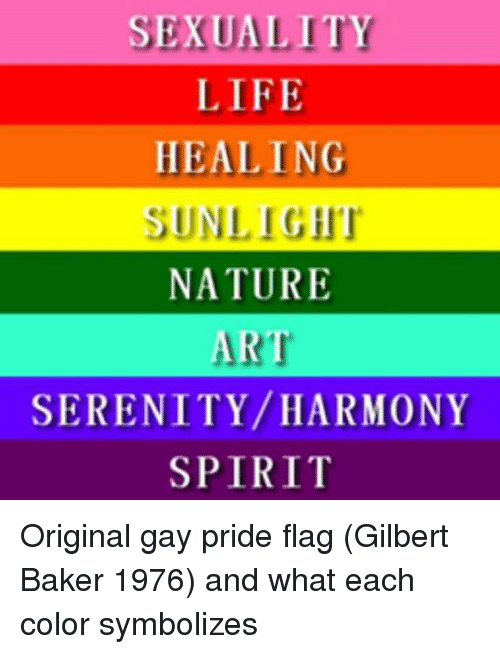 SEXUALITY
LIFE
HEALING
SUNLIGHT
NATURE
ART
SERENITY/HARMONY
SPIRIT
Original gay pride flag (Gilbert
Baker 1976) and what each
color symbolizes